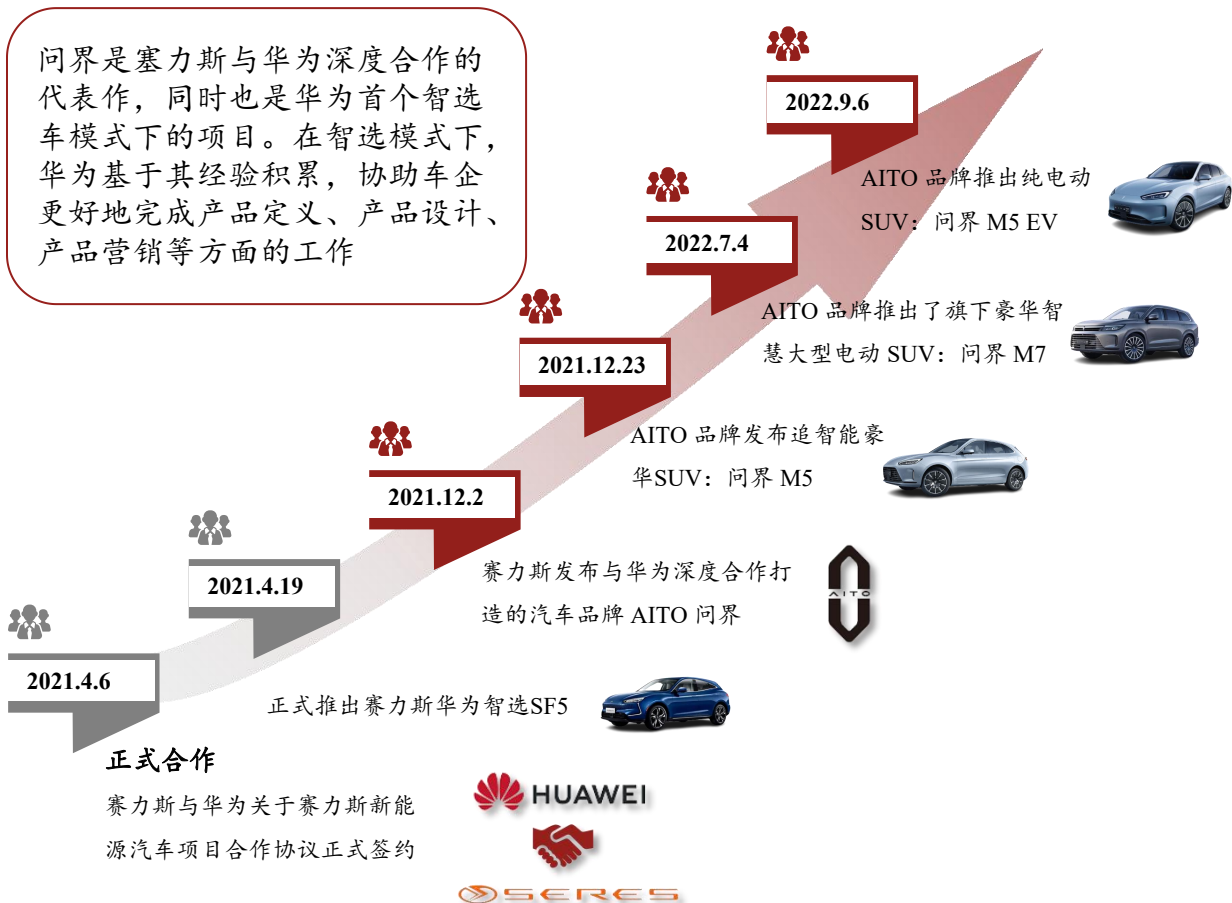 问界是塞力斯与华为深度合作的
代表作，同时也是华为首个智选
车模式下的项目。在智选模式下，
华为基于其经验积累，协助车企
更好地完成产品定义、产品设计、
产品营销等方面的工作
2022.9.6
AITO 品牌推出纯电动
SUV：问界 M5 EV
2022.7.4
AITO 品牌推出了旗下豪华智
慧大型电动 SUV：问界 M7
2021.12.23
AITO 品牌发布追智能豪
华SUV：问界 M5
2021.12.2
赛力斯发布与华为深度合作打
造的汽车品牌 AITO 问界
AITO
2021.4.19
正式推出赛力斯华为智选SF5
2021.4.6
正式合作
赛力斯与华为关于赛力斯新能
源汽车项目合作协议正式签约
HUAWEI
SERES